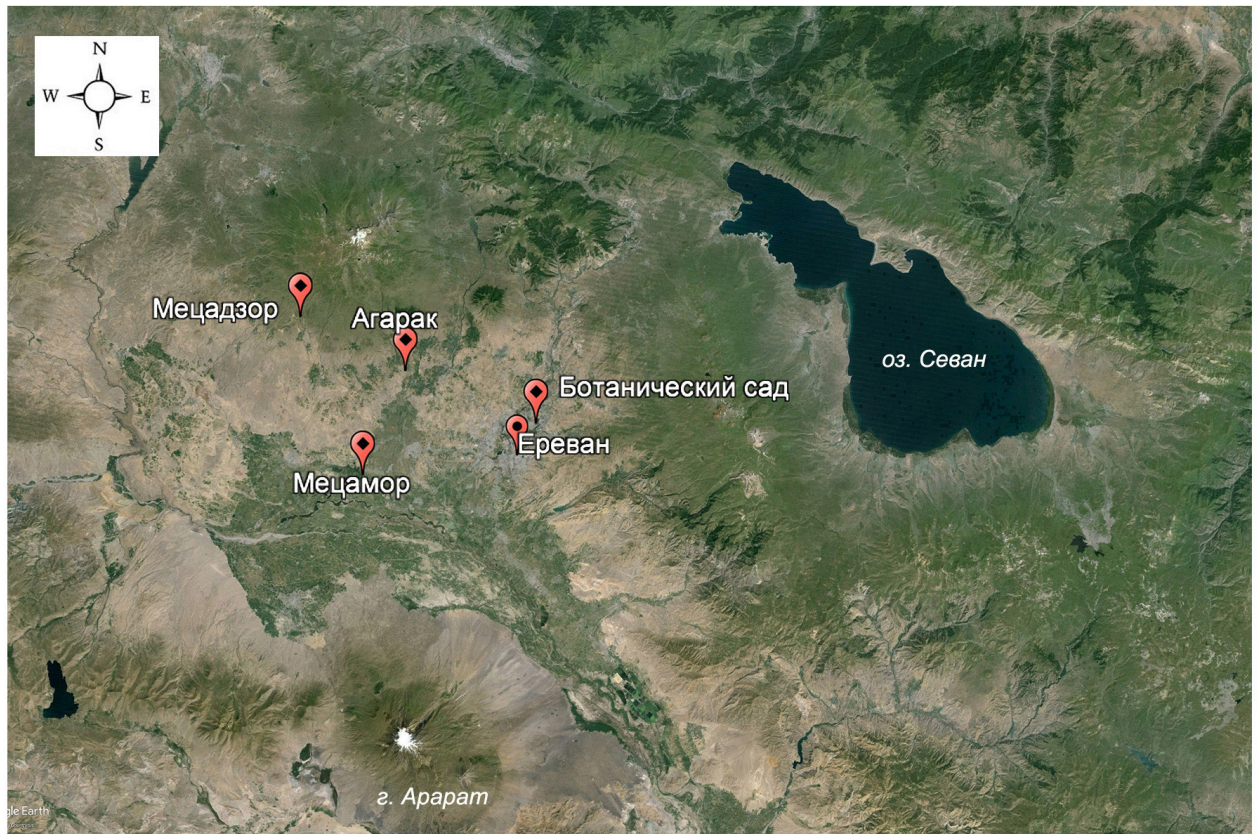 N
W E
S
Мецадзор
Агарак
Ботанический сад
оз. Севан
Ереван
Мецамор
г. Арарат
gle Earth